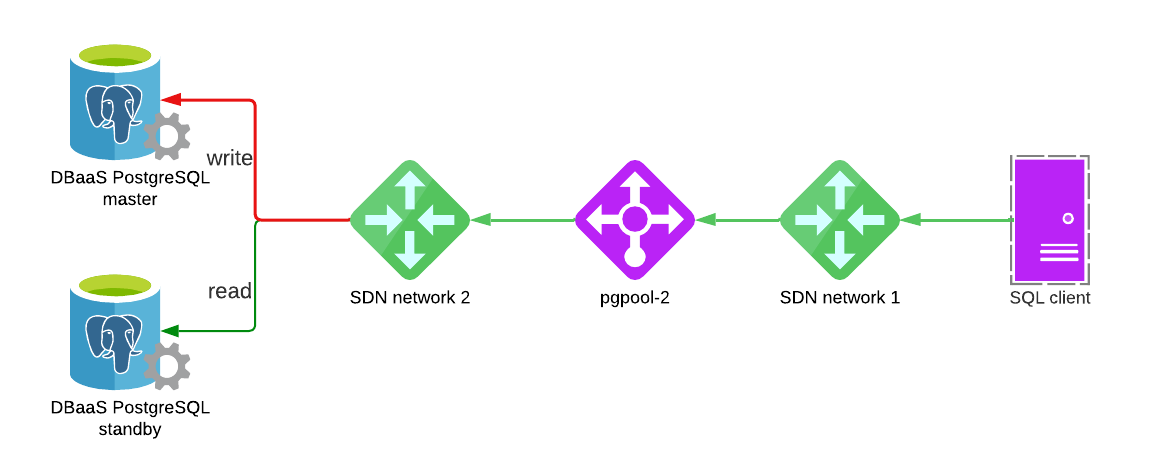 DBaaS PostgreSQL
master
write
read
DBaaS PostgreSQL
standby
SDN network 2
pgpool-2
SDN network 1
SQL client